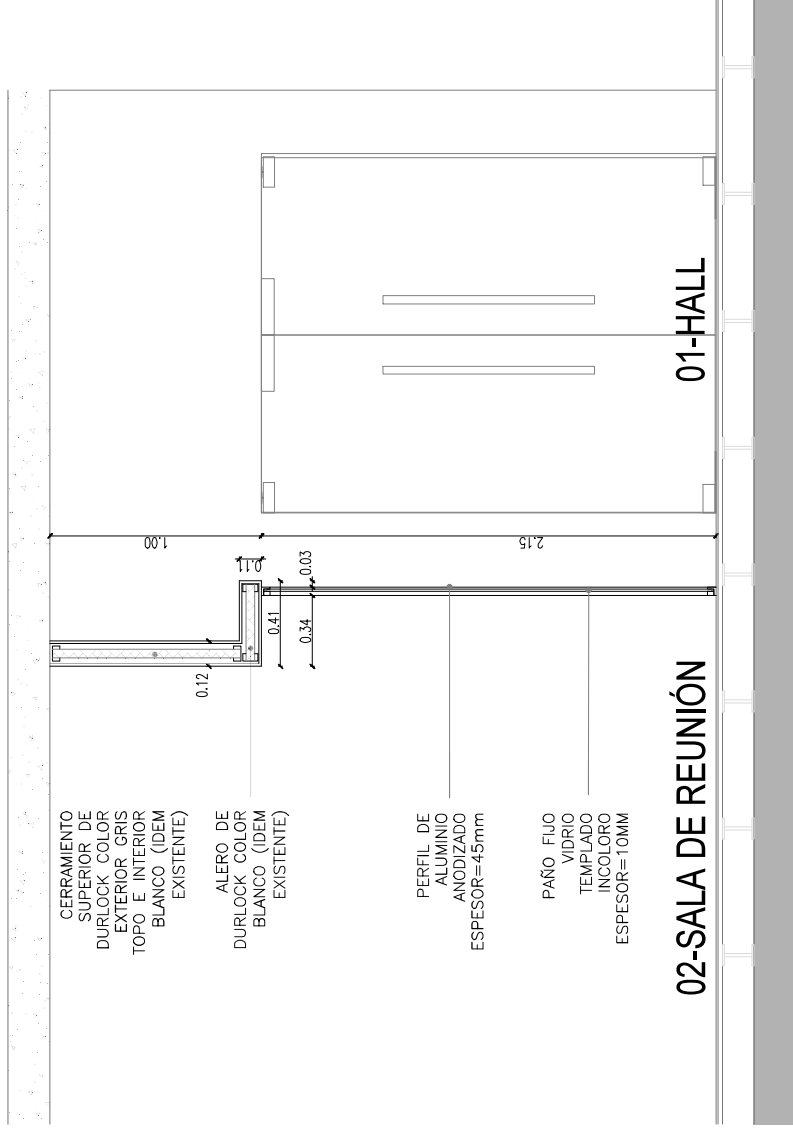 CERRAMIENTO
SUPERIOR DE
DURLOCK COLOR
EXTERIOR GRIS
TOPO E INTERIOR
BLANCO (IDEM
EXISTENTE)
ALERO DE
DURLOCK COLOR
BLANCO (IDEM
EXISTENTE)
PERFIL DE
ALUMINIO
ANODIZADO
ESPESOR=45mm
PAÑO FIJO
VIDRIO
TEMPLADO
INCOLORO
ESPESOR=10MM
02-SALA DE REUNIÓN
01-HALL
0.12
0.41
0.34
0.03
0.11
1.00
2.15